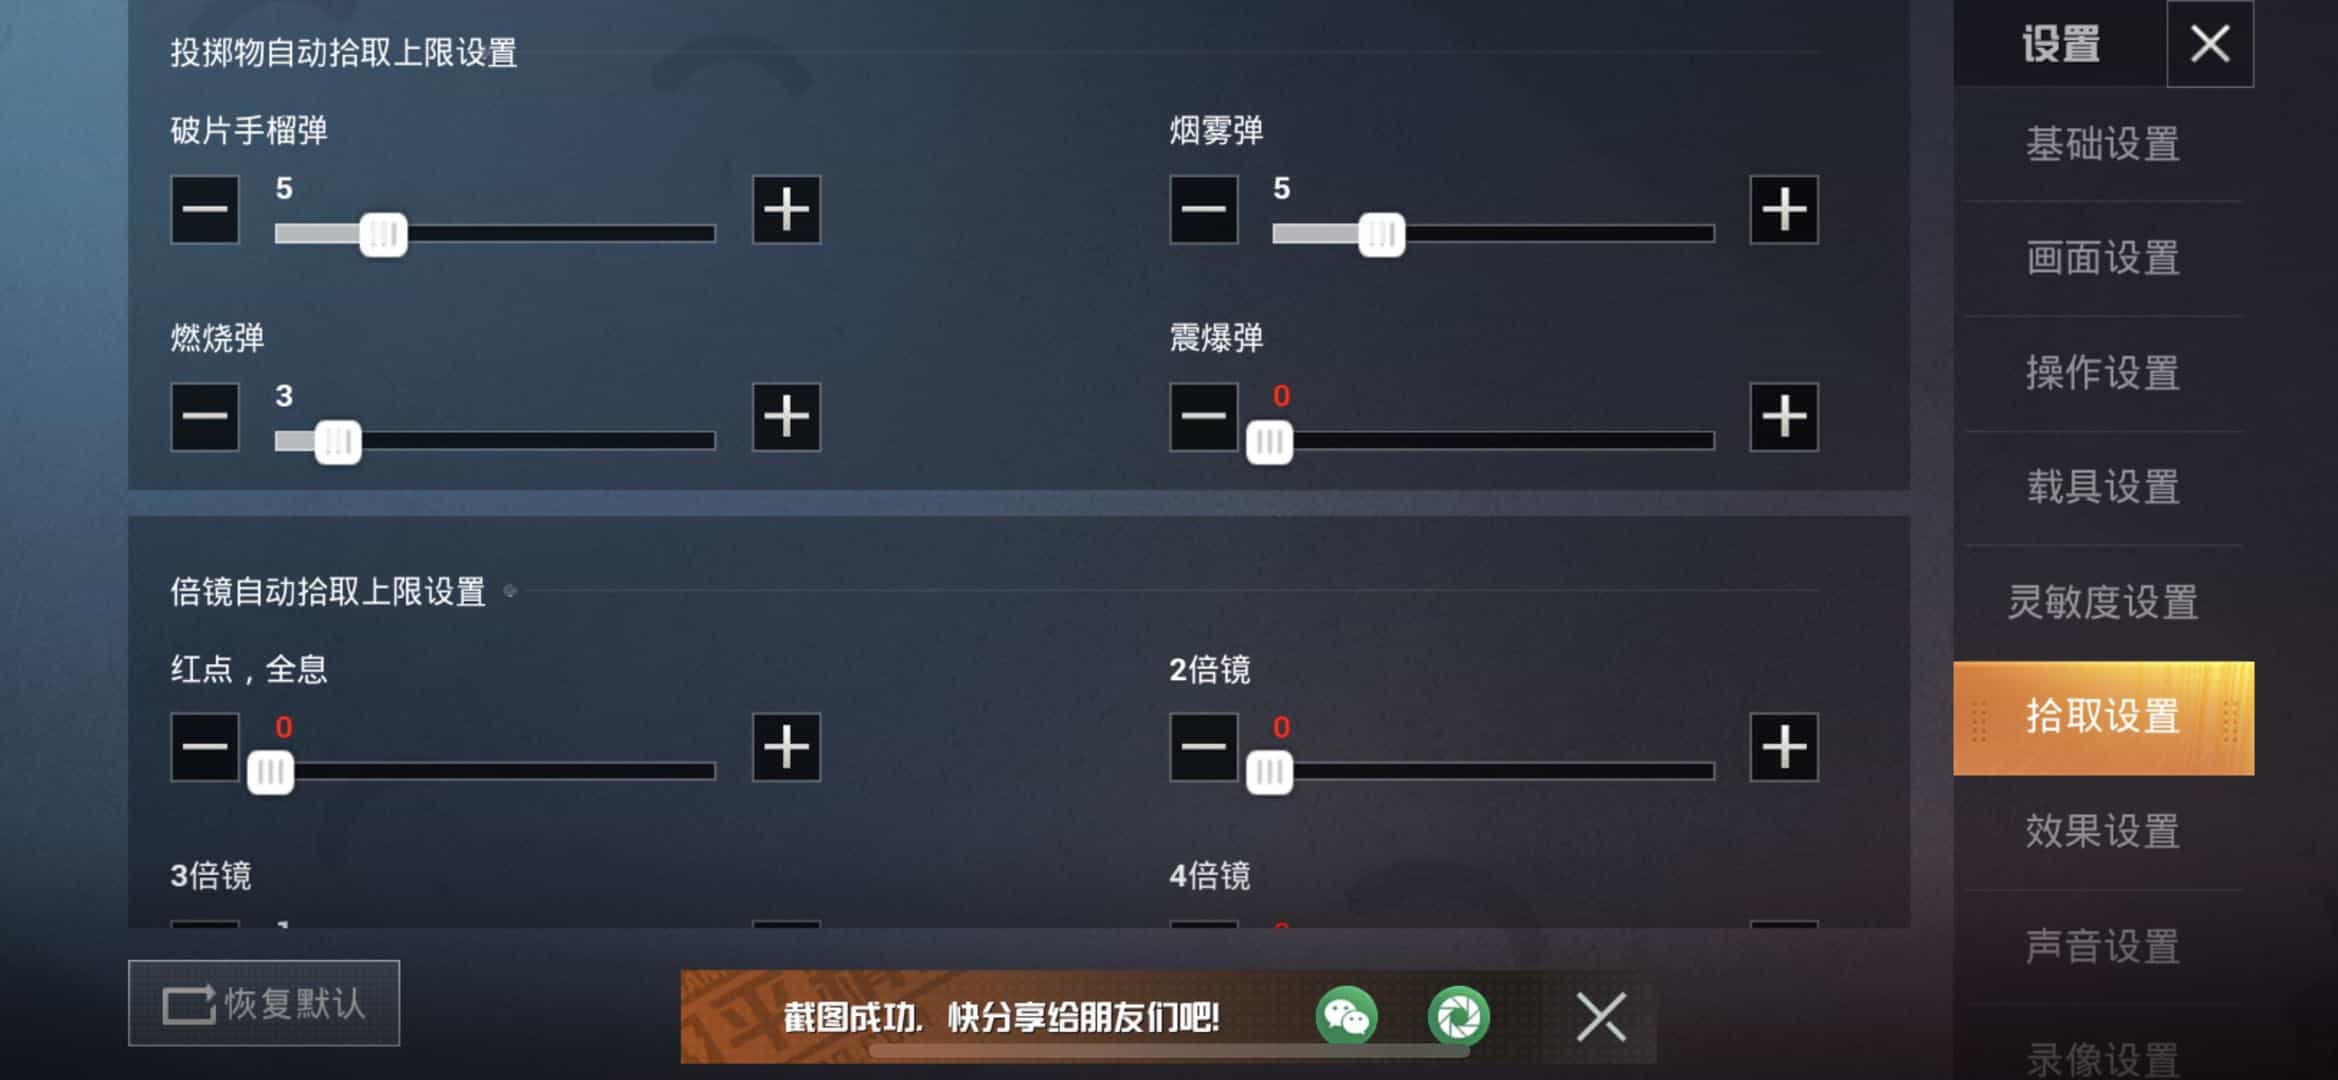 投掷物自动拾取上限设置
破片手榴弹
5
烟雾弹
5
燃烧弹
3
震爆弹
0
倍镜自动拾取上限设置
红点，全息
0
2倍镜
0
3倍镜
4倍镜
恢复默认
截图成功，快分享给朋友们吧！
设置
基础设置
画面设置
操作设置
载具设置
灵敏度设置
拾取设置
效果设置
声音设置
录像设置